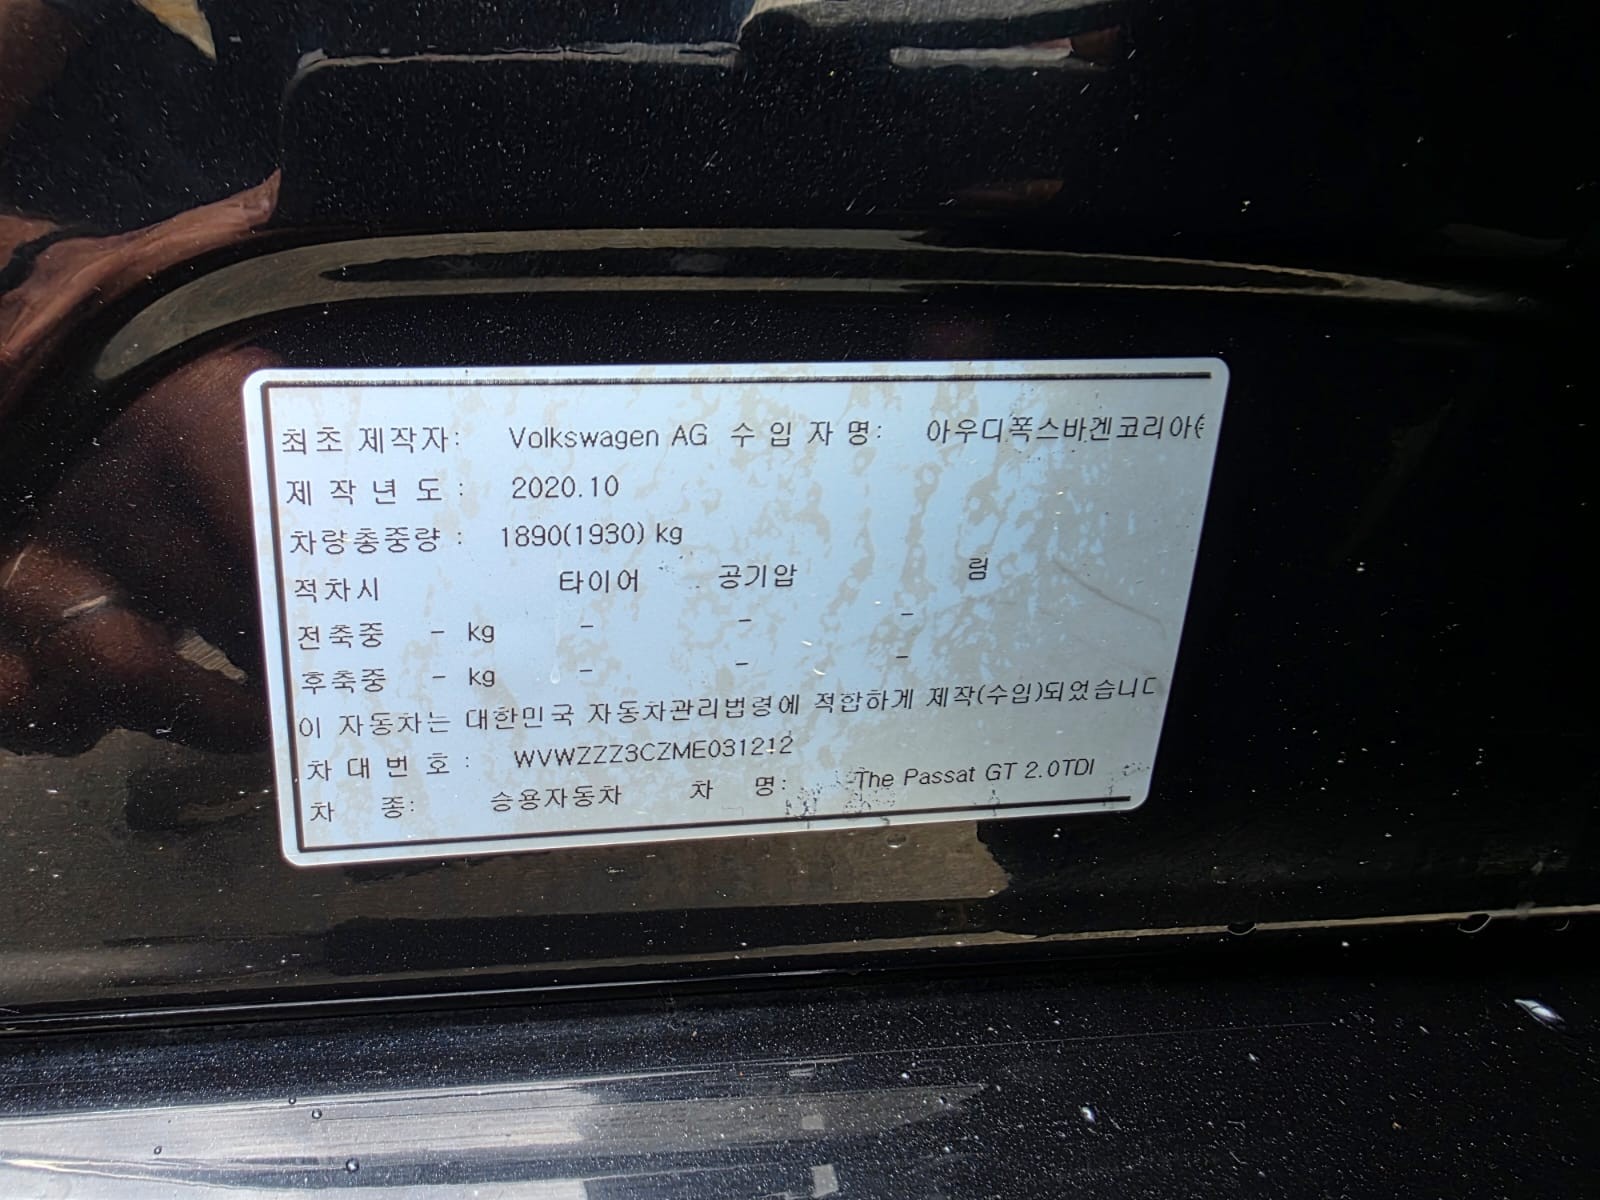 최초 제작자: Volkswagen AG 수 입 자 명: 아우디폭스바겐코리아(
제 작 년 도 : 2020.10
차량총중량 : 1890(1930) kg
적차시 타이어 공기압 림
전축중 - kg - - -
후축중 - kg - - -
이 자동차는 대한민국 자동차관리법령에 적합하게 제작(수입)되었습니다
차 대 번 호 : WVWZZZ3CZME031212
차 종: 승용자동차 차 명: The Passat GT 2.0TDI